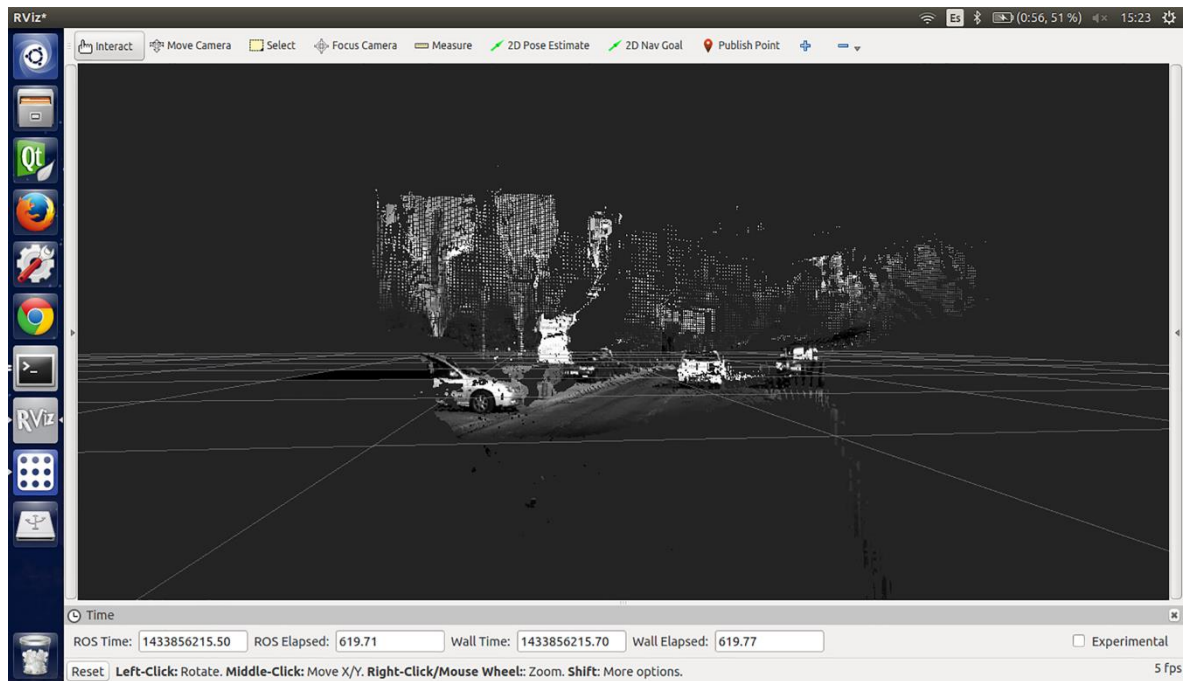 RViz*
Es
(0:56, 51 %)
15:23
Interact
Move Camera
Select
Focus Camera
Measure
2D Pose Estimate
2D Nav Goal
Publish Point
Qt
>_
RViz
Time
ROS Time: 1433856215.50 ROS Elapsed: 619.71 Wall Time: 1433856215.70 Wall Elapsed: 619.77 Experimental
Reset Left-Click: Rotate. Middle-Click: Move X/Y. Right-Click/Mouse Wheel:: Zoom. Shift: More options. 5 fps